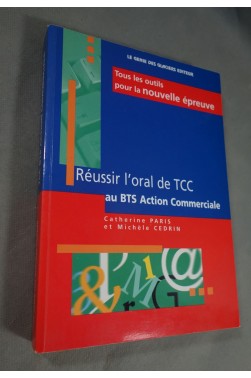 LE GENIE DES GLACIERS EDITEUR
Tous les outils
pour la nouvelle épreuve
Réussir l'oral de TCC
au BTS Action Commerciale
Catherine PARIS
et Michèle CEDRIN
P M 1 @
& r G